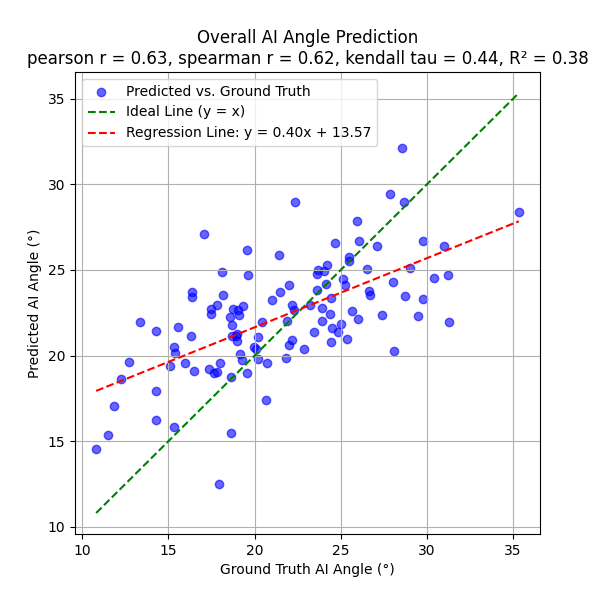 Overall AI Angle Prediction
pearson r = 0.63, spearman r = 0.62, kendall tau = 0.44, R² = 0.38
Predicted vs. Ground Truth
Ideal Line (y = x)
Regression Line: y = 0.40x + 13.57
Predicted AI Angle (°)
35
30
25
20
15
10
10 15 20 25 30 35
Ground Truth AI Angle (°)